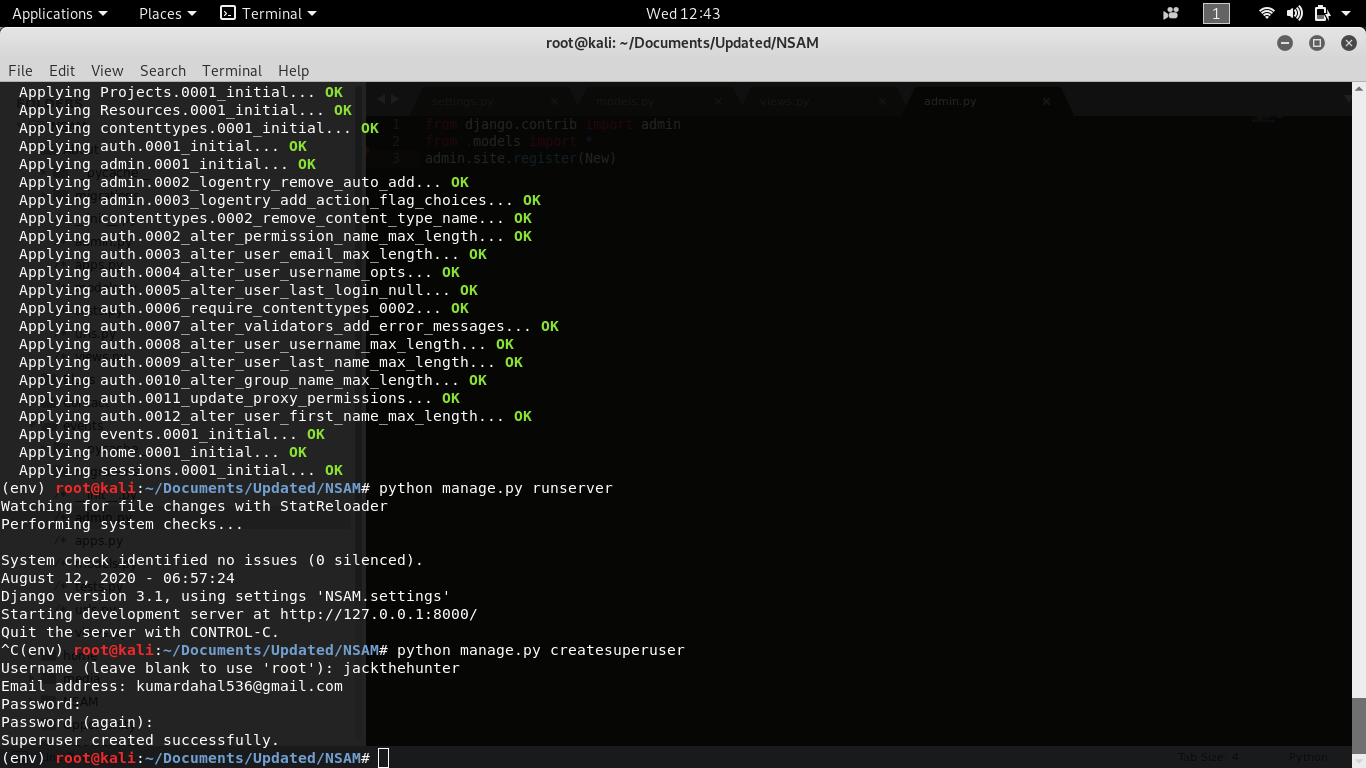 Applications Places Terminal Wed 12:43 1
root@kali: ~/Documents/Updated/NSAM
File Edit View Search Terminal Help
settings.py models.py views.py admin.py
1 from django.contrib import admin
2 from .models import *
3 admin.site.register(New)
Applying Projects.0001_initial... OK
Applying Resources.0001_initial... OK
Applying contenttypes.0001_initial... OK
Applying auth.0001_initial... OK
Applying admin.0001_initial... OK
Applying admin.0002_logentry_remove_auto_add... OK
Applying admin.0003_logentry_add_action_flag_choices... OK
Applying contenttypes.0002_remove_content_type_name... OK
Applying auth.0002_alter_permission_name_max_length... OK
Applying auth.0003_alter_user_email_max_length... OK
Applying auth.0004_alter_user_username_opts... OK
Applying auth.0005_alter_user_last_login_null... OK
Applying auth.0006_require_contenttypes_0002... OK
Applying auth.0007_alter_validators_add_error_messages... OK
Applying auth.0008_alter_user_username_max_length... OK
Applying auth.0009_alter_user_last_name_max_length... OK
Applying auth.0010_alter_group_name_max_length... OK
Applying auth.0011_update_proxy_permissions... OK
Applying auth.0012_alter_user_first_name_max_length... OK
Applying events.0001_initial... OK
Applying home.0001_initial... OK
Applying sessions.0001_initial... OK
(env) root@kali:~/Documents/Updated/NSAM# python manage.py runserver
Watching for file changes with StatReloader
Performing system checks...
/* apps.py
System check identified no issues (0 silenced).
August 12, 2020 - 06:57:24
Django version 3.1, using settings 'NSAM.settings'
Starting development server at http://127.0.0.1:8000/
Quit the server with CONTROL-C.
^C(env) root@kali:~/Documents/Updated/NSAM# python manage.py createsuperuser
Username (leave blank to use 'root'): jackthehunter
Email address: kumardahal536@gmail.com
Password:
Password (again):
Superuser created successfully.
(env) root@kali:~/Documents/Updated/NSAM#
Tab Size: 4 Python